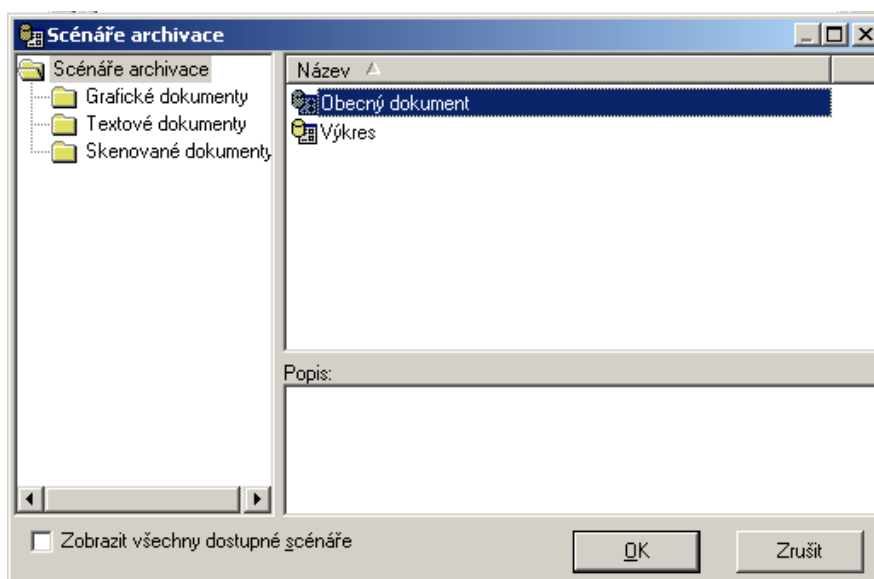 Scénáře archivace
Scénáře archivace
Grafické dokumenty
Textové dokumenty
Skenované dokumenty
Název
Obecný dokument
Výkres
Popis:
Zobrazit všechny dostupné scénáře
OK
Zrušit